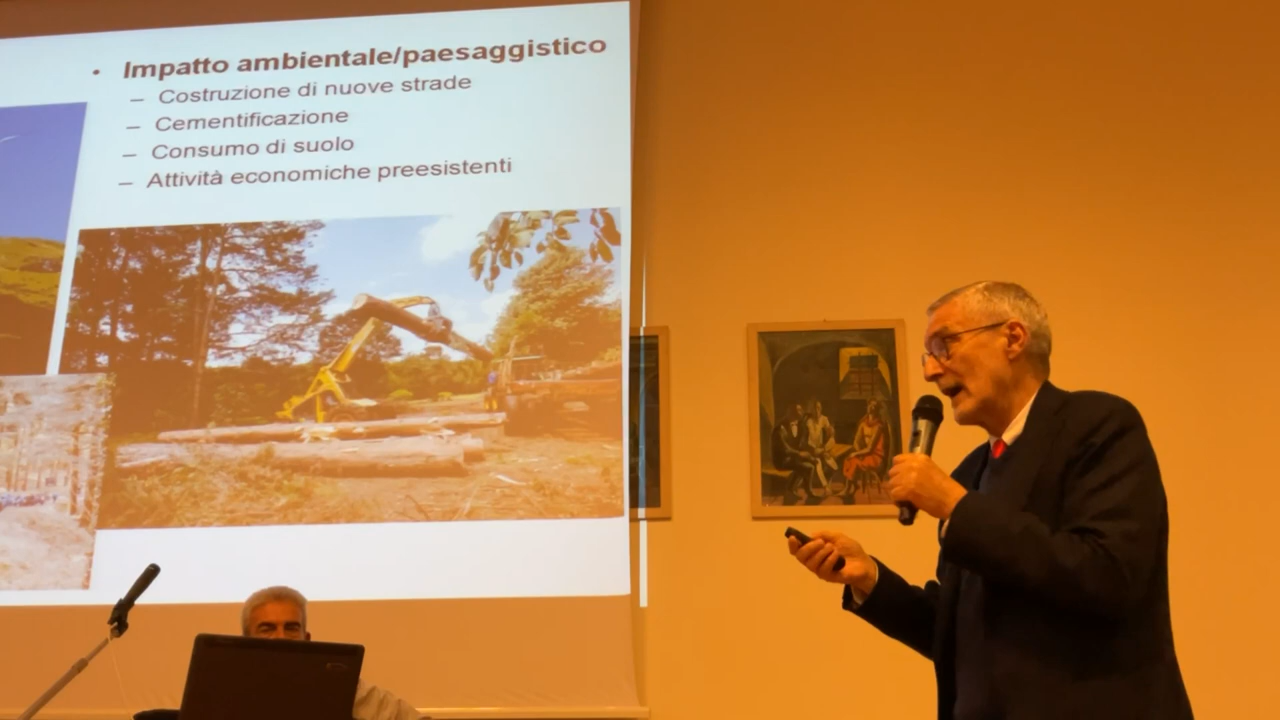 • Impatto ambientale/paesaggistico
– Costruzione di nuove strade
– Cementificazione
– Consumo di suolo
– Attività economiche preesistenti